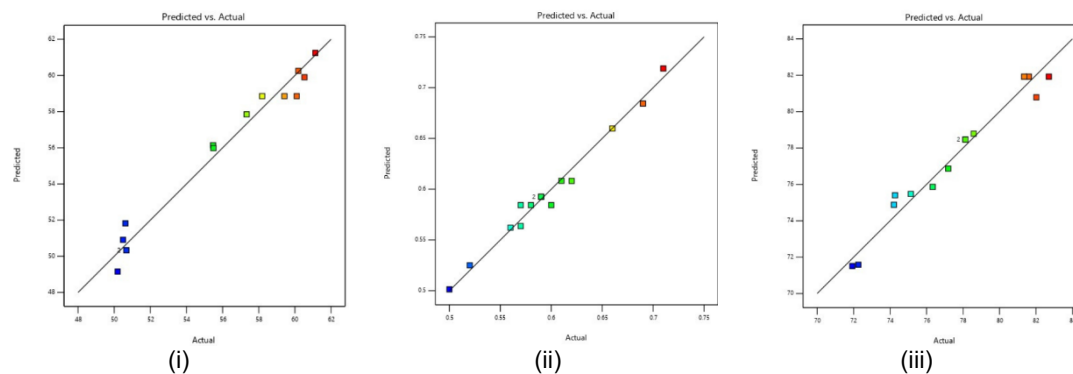 Predicted vs. Actual
62
60
58
56
54
52
50
48
Predicted
2
48 50 52 54 56 58 60 62
Actual
(i)
Predicted vs. Actual
0.75
0.65
0.6
0.55
0.5
Predicted
2
0.5 0.55 0.6 0.65 0.7 0.75
Actual
(ii)
Predicted vs. Actual
84
82
80
78
76
74
72
70
Predicted
2
70 72 74 76 78 80 82
Actual
(iii)